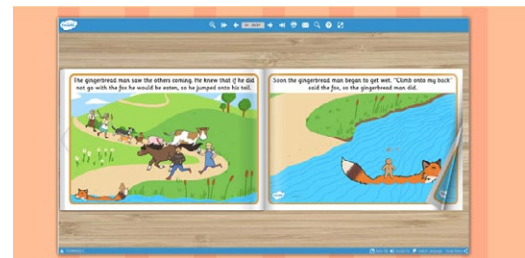 The gingerbread man saw the others coming. He knew that if he did
not go with the fox he would be eaten, so he jumped onto his tail.
Soon the gingerbread man began to get wet. "Climb onto my back"
said the fox, so the gingerbread man did.